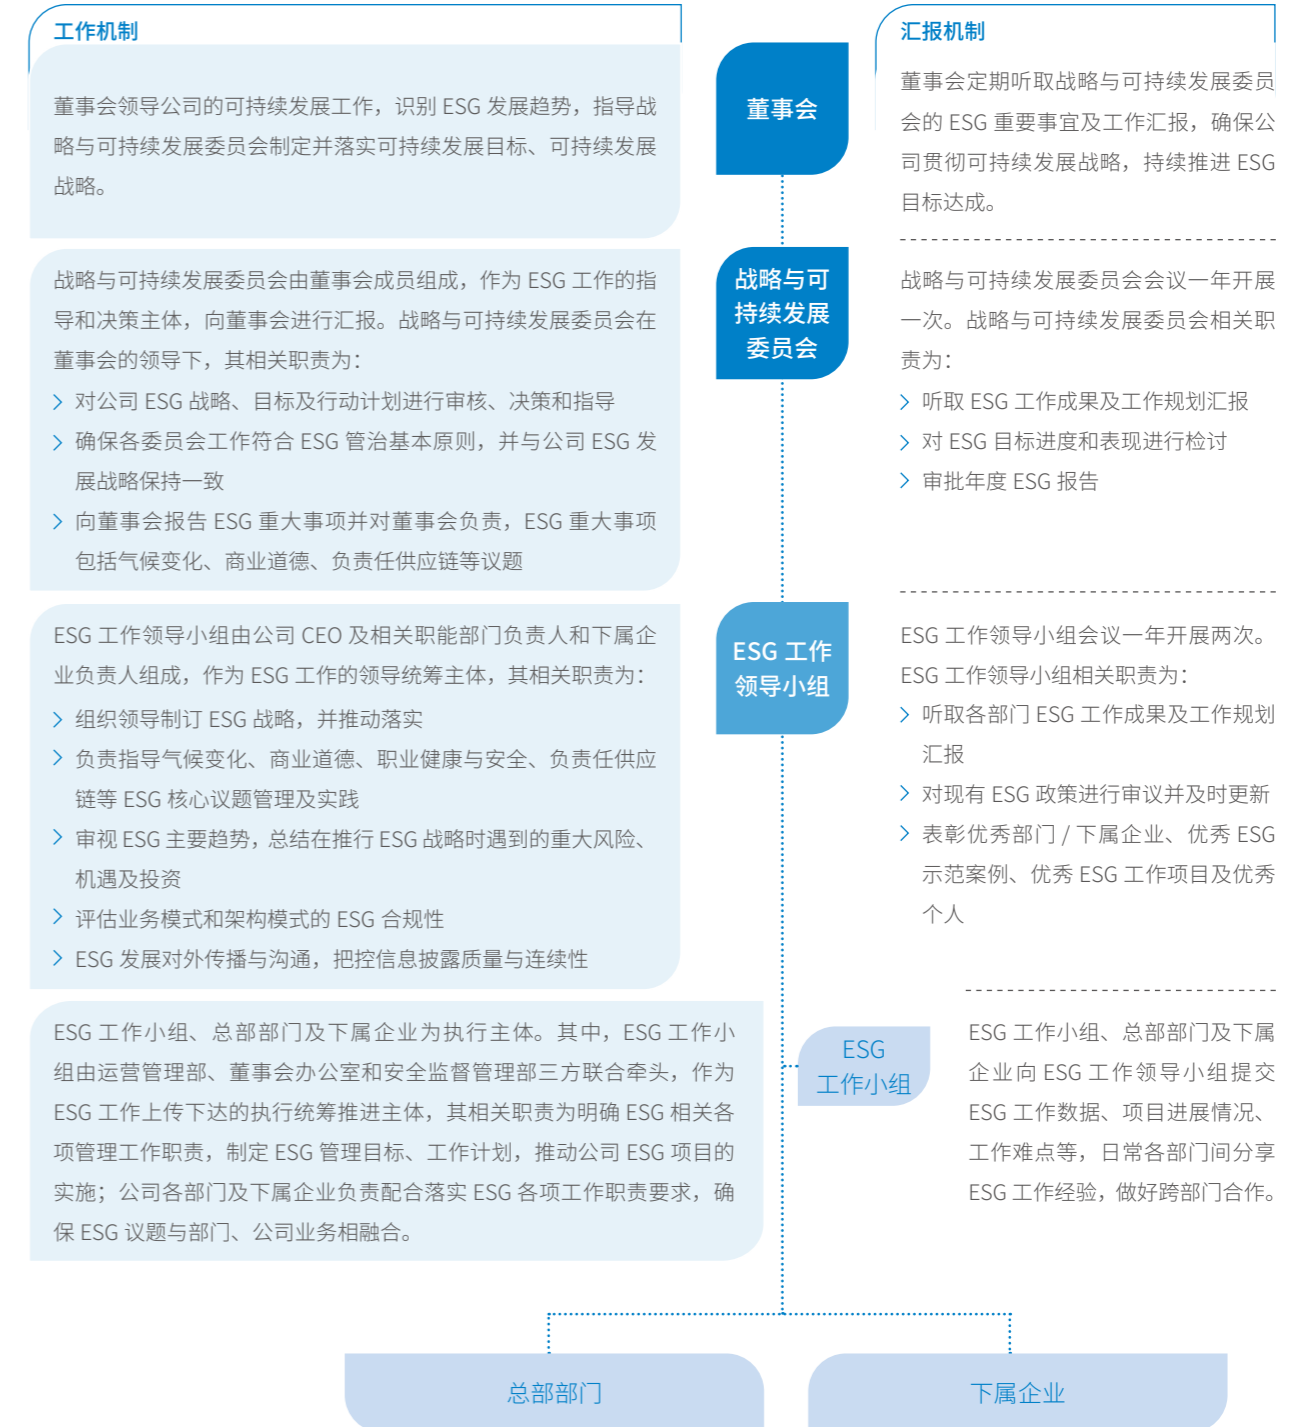 工作机制
董事会领导公司的可持续发展工作，识别 ESG 发展趋势，指导战
略与可持续发展委员会制定并落实可持续发展目标、可持续发展
战略。
董事会
汇报机制
董事会定期听取战略与可持续发展委员
会的 ESG 重要事宜及工作汇报，确保公
司贯彻可持续发展战略，持续推进 ESG
目标达成。
战略与可持续发展委员会由董事会成员组成，作为 ESG 工作的指
导和决策主体，向董事会进行汇报。战略与可持续发展委员会在
董事会的领导下，其相关职责为：
> 对公司 ESG 战略、目标及行动计划进行审核、决策和指导
> 确保各委员会工作符合 ESG 管治基本原则，并与公司 ESG 发
展战略保持一致
> 向董事会报告 ESG 重大事项并对董事会负责，ESG 重大事项
包括气候变化、商业道德、负责任供应链等议题
战略与可
持续发展
委员会
战略与可持续发展委员会会议一年开展
一次。战略与可持续发展委员会相关职
责为：
> 听取 ESG 工作成果及工作规划汇报
> 对 ESG 目标进度和表现进行检讨
> 审批年度 ESG 报告
ESG 工作领导小组由公司 CEO 及相关职能部门负责人和下属企
业负责人组成，作为 ESG 工作的领导统筹主体，其相关职责为：
> 组织领导制订 ESG 战略，并推动落实
> 负责指导气候变化、商业道德、职业健康与安全、负责任供应
链等 ESG 核心议题管理及实践
> 审视 ESG 主要趋势，总结在推行 ESG 战略时遇到的重大风险、
机遇及投资
> 评估业务模式和架构模式的 ESG 合规性
> ESG 发展对外传播与沟通，把控信息披露质量与连续性
ESG 工作
领导小组
ESG 工作领导小组会议一年开展两次。
ESG 工作领导小组相关职责为：
> 听取各部门 ESG 工作成果及工作规划
汇报
> 对现有 ESG 政策进行审议并及时更新
> 表彰优秀部门 / 下属企业、优秀 ESG
示范案例、优秀 ESG 工作项目及优秀
个人
ESG 工作小组、总部部门及下属企业为执行主体。其中，ESG 工作小
组由运营管理部、董事会办公室和安全监督管理部三方联合牵头，作为
ESG 工作上传下达的执行统筹推进主体，其相关职责为明确 ESG 相关各
项管理工作职责，制定 ESG 管理目标、工作计划，推动公司 ESG 项目的
实施；公司各部门及下属企业负责配合落实 ESG 各项工作职责要求，确
保 ESG 议题与部门、公司业务相融合。
ESG
工作小组
ESG 工作小组、总部部门及下属
企业向 ESG 工作领导小组提交
ESG 工作数据、项目进展情况、
工作难点等，日常各部门间分享
ESG 工作经验，做好跨部门合作。
总部部门
下属企业